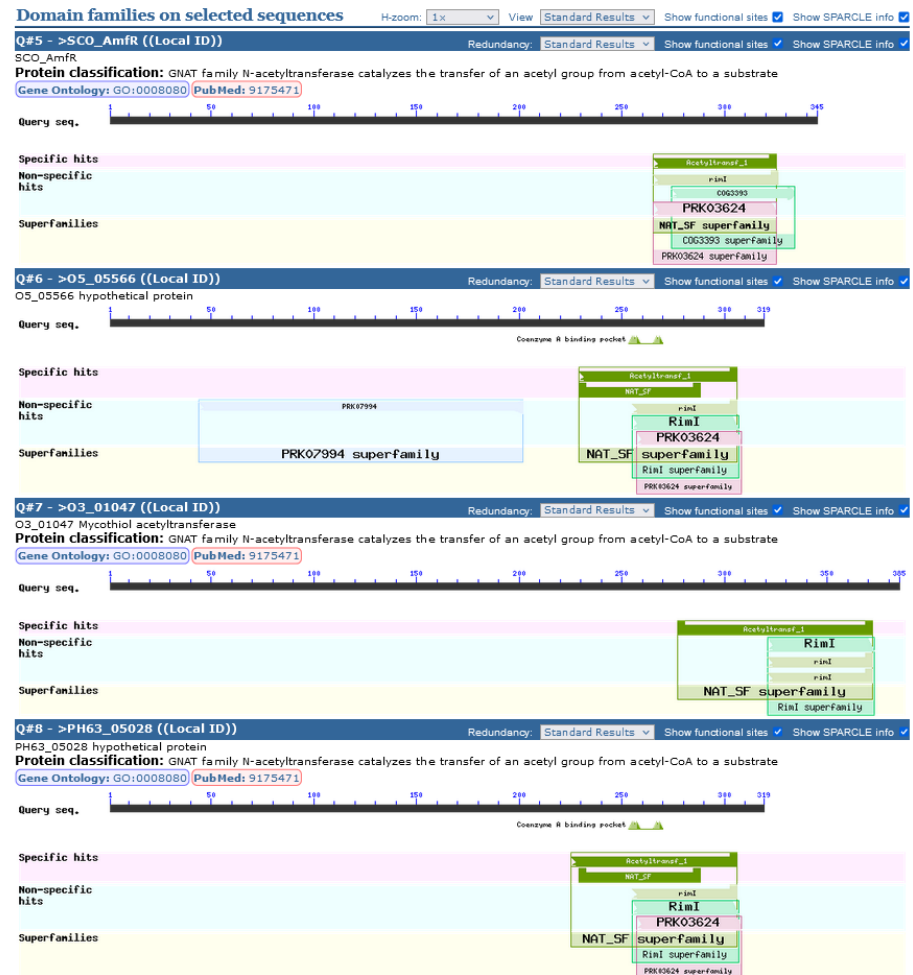 Domain families on selected sequences H-zoom: 1x View Standard Results Show functional sites Show SPARCLE info
Q#5 - >SCO_AmfR ((Local ID)) Redundancy: Standard Results Show functional sites Show SPARCLE info
SCO_AmfR
Protein classification: GNAT family N-acetyltransferase catalyzes the transfer of an acetyl group from acetyl-CoA to a substrate
Gene Ontology: GO:0008080 PubMed: 9175471
1 50 100 150 200 250 300 345
Query seq.
Specific hits Acetyltransf_1
Non-specific hits rimI
COG3393
PRK03624
Superfamilies NAT_SF superfamily
COG3393 superfamily
PRK03624 superfamily
Q#6 - >O5_05566 ((Local ID)) Redundancy: Standard Results Show functional sites Show SPARCLE info
O5_05566 hypothetical protein
1 50 100 150 200 250 300 319
Query seq.
Coenzyme A binding pocket
Specific hits Acetyltransf_1
NAT_SF
Non-specific hits PRK07994 rimI
RimI
PRK03624
Superfamilies PRK07994 superfamily NAT_SF superfamily
RimI superfamily
PRK03624 superfamily
Q#7 - >O3_01047 ((Local ID)) Redundancy: Standard Results Show functional sites Show SPARCLE info
O3_01047 Mycothiol acetyltransferase
Protein classification: GNAT family N-acetyltransferase catalyzes the transfer of an acetyl group from acetyl-CoA to a substrate
Gene Ontology: GO:0008080 PubMed: 9175471
1 50 100 150 200 250 300 350 385
Query seq.
Specific hits Acetyltransf_1
Non-specific hits RimI
rimI
rimI
Superfamilies NAT_SF superfamily
RimI superfamily
Q#8 - >PH63_05028 ((Local ID)) Redundancy: Standard Results Show functional sites Show SPARCLE info
PH63_05028 hypothetical protein
Protein classification: GNAT family N-acetyltransferase catalyzes the transfer of an acetyl group from acetyl-CoA to a substrate
Gene Ontology: GO:0008080 PubMed: 9175471
1 50 100 150 200 250 300 319
Query seq.
Coenzyme A binding pocket
Specific hits Acetyltransf_1
NAT_SF
Non-specific hits rimI
RimI
PRK03624
Superfamilies NAT_SF superfamily
RimI superfamily
PRK03624 superfamily